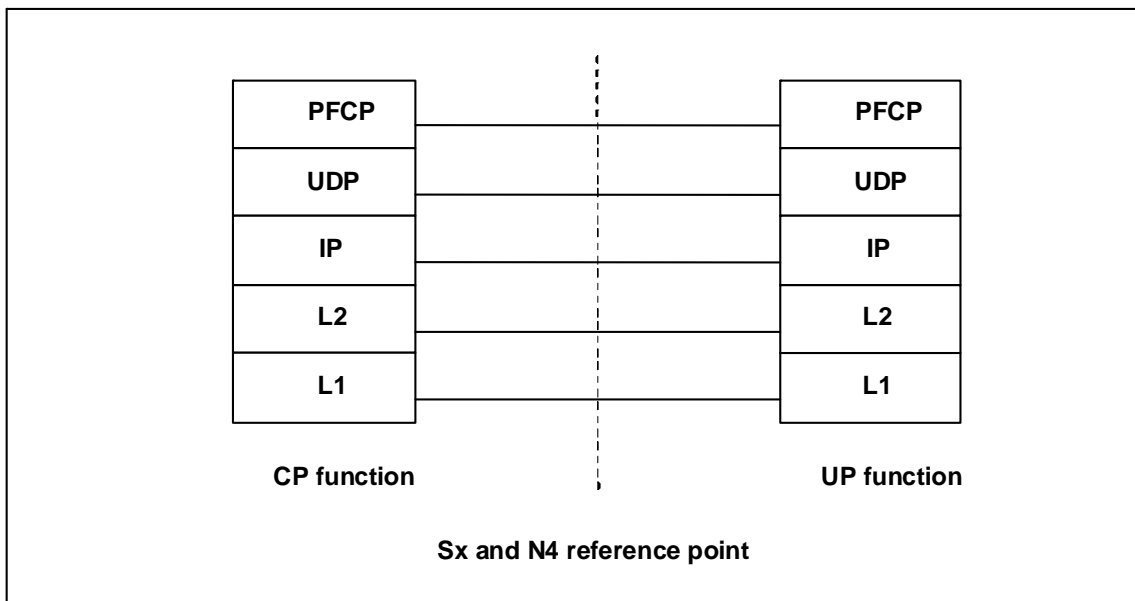 PFCP
UDP
IP
L2
L1
CP function
PFCP
UDP
IP
L2
L1
UP function
Sx and N4 reference point